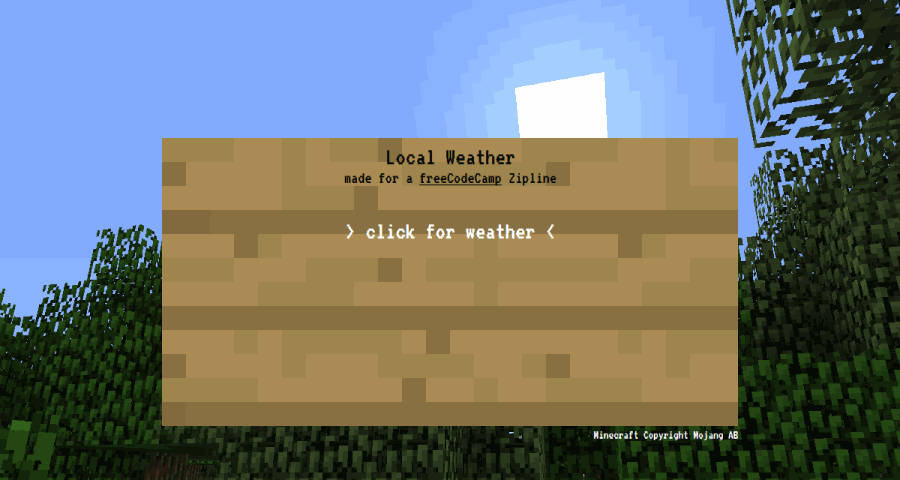 Local Weather
made for a freeCodeCamp Zipline
> click for weather <
Minecraft Copyright Mojang AB